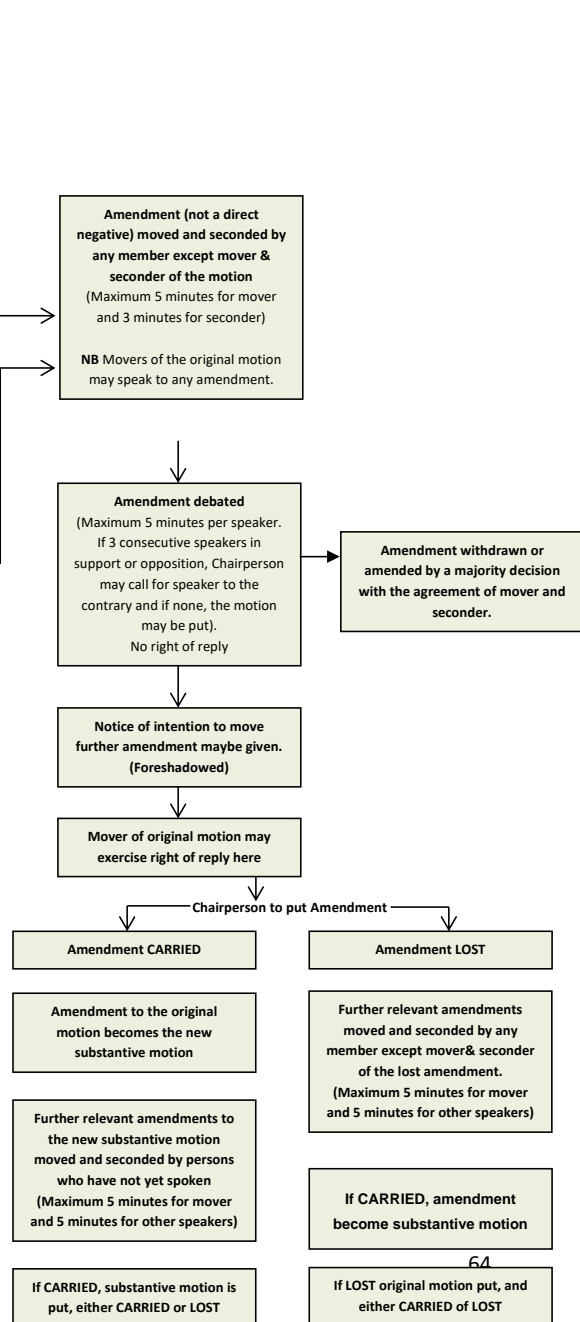 Amendment (not a direct
negative) moved and seconded by
any member except mover &
seconder of the motion
(Maximum 5 minutes for mover
and 3 minutes for seconder)
NB Movers of the original motion
may speak to any amendment.
Amendment debated
(Maximum 5 minutes per speaker.
If 3 consecutive speakers in
support or opposition, Chairperson
may call for speaker to the
contrary and if none, the motion
may be put).
No right of reply
Amendment withdrawn or
amended by a majority decision
with the agreement of mover and
seconder.
Notice of intention to move
further amendment maybe given.
(Foreshadowed)
Mover of original motion may
exercise right of reply here
Chairperson to put Amendment
Amendment CARRIED
Amendment to the original
motion becomes the new
substantive motion
Further relevant amendments to
the new substantive motion
moved and seconded by persons
who have not yet spoken
(Maximum 5 minutes for mover
and 5 minutes for other speakers)
If CARRIED, substantive motion is
put, either CARRIED or LOST
Amendment LOST
Further relevant amendments
moved and seconded by any
member except mover& seconder
of the lost amendment.
(Maximum 5 minutes for mover
and 5 minutes for other speakers)
If CARRIED, amendment
become substantive motion
64
If LOST original motion put, and
either CARRIED of LOST